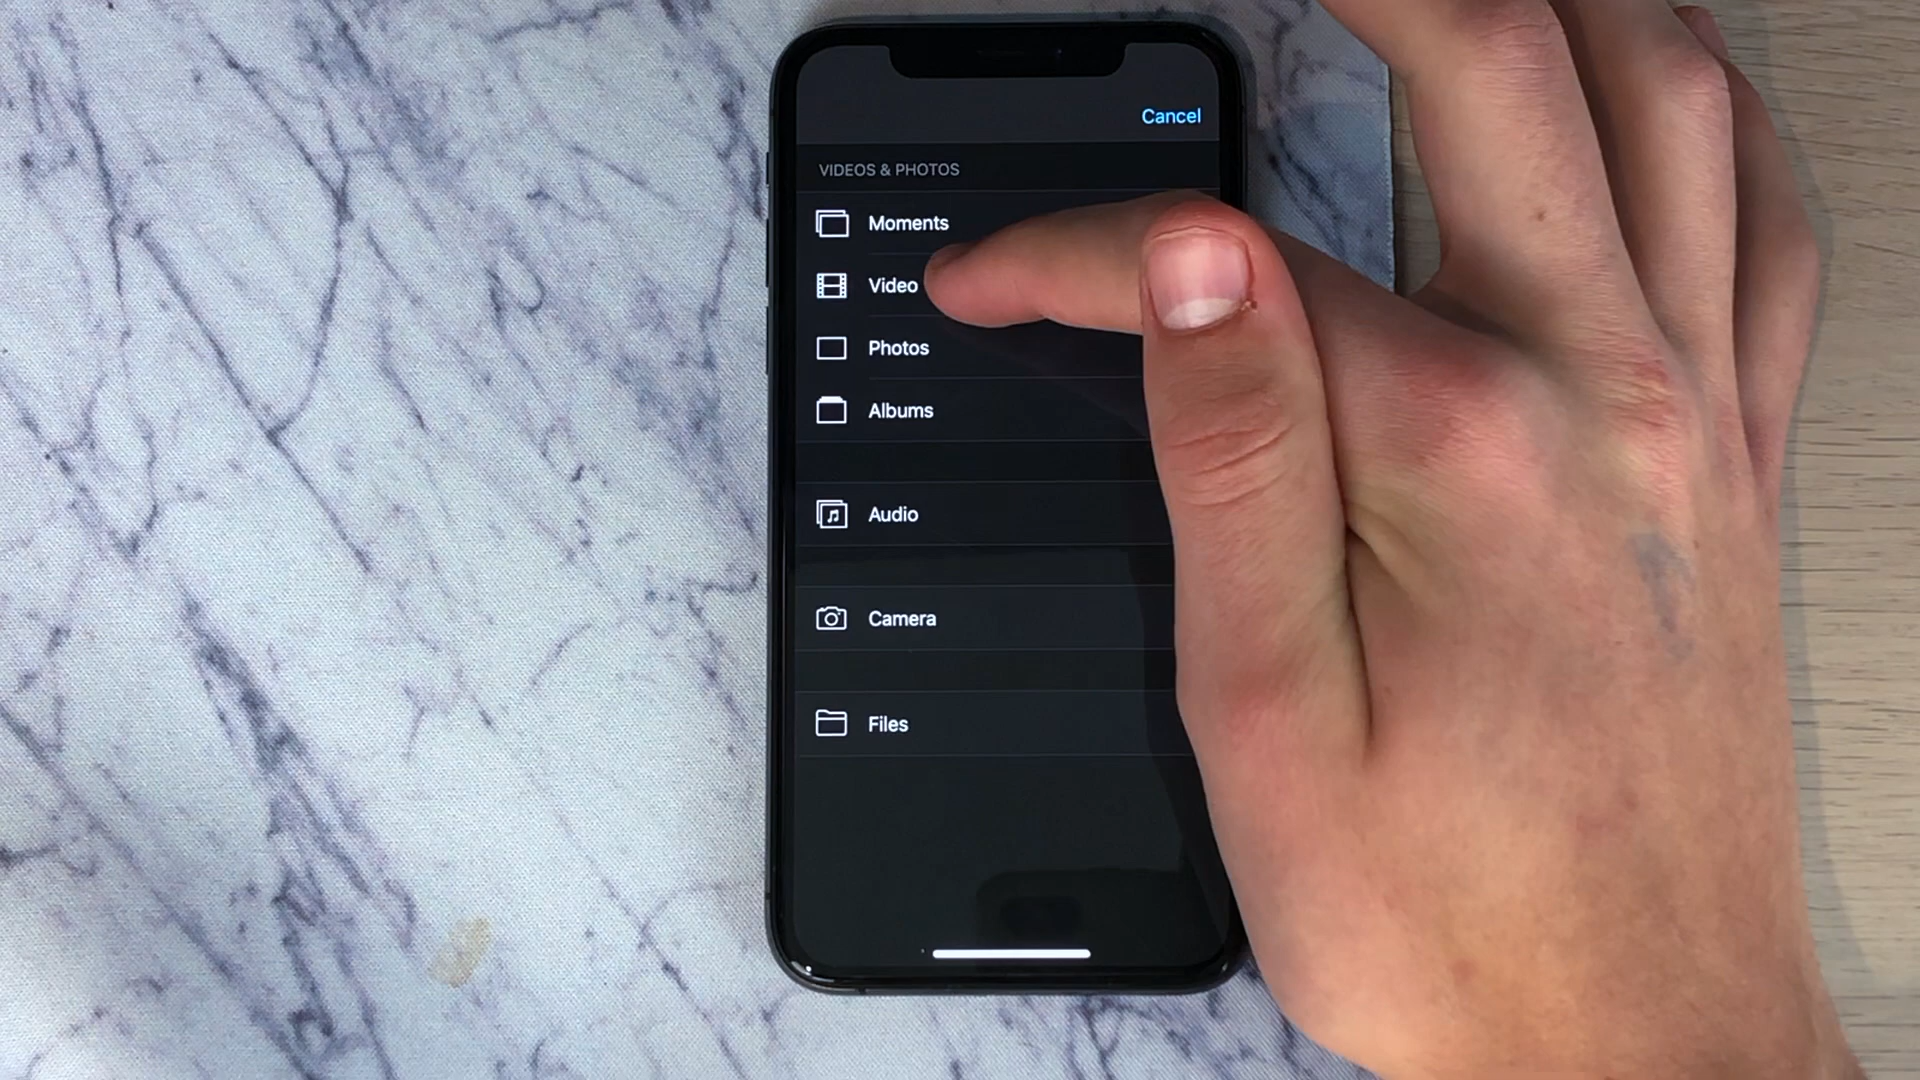 Cancel
VIDEOS & PHOTOS
Moments
Video
Photos
Albums
Audio
Camera
Files